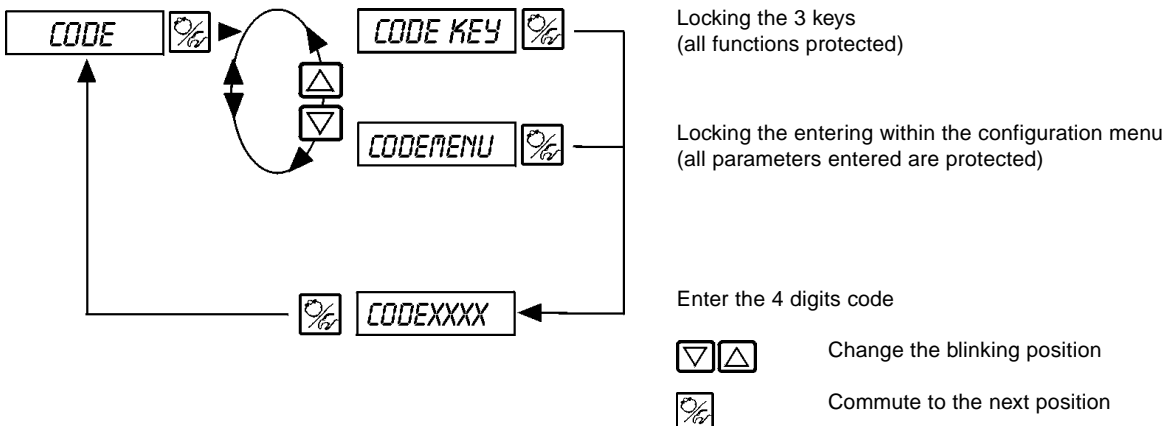 CODE
CODE KEY
Locking the 3 keys
(all functions protected)
CODEMENU
Locking the entering within the configuration menu
(all parameters entered are protected)
CODEXXXX
Enter the 4 digits code
Change the blinking position
Commute to the next position